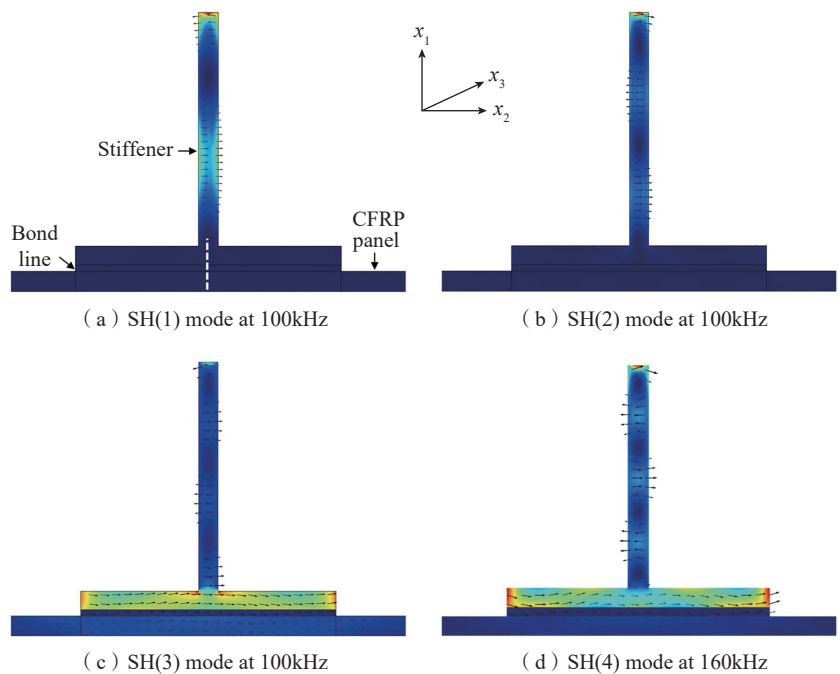 x1
x3
x2
Stiffener
Bond
line
CFRP
panel
（a）SH(1) mode at 100kHz
（b）SH(2) mode at 100kHz
（c）SH(3) mode at 100kHz
（d）SH(4) mode at 160kHz